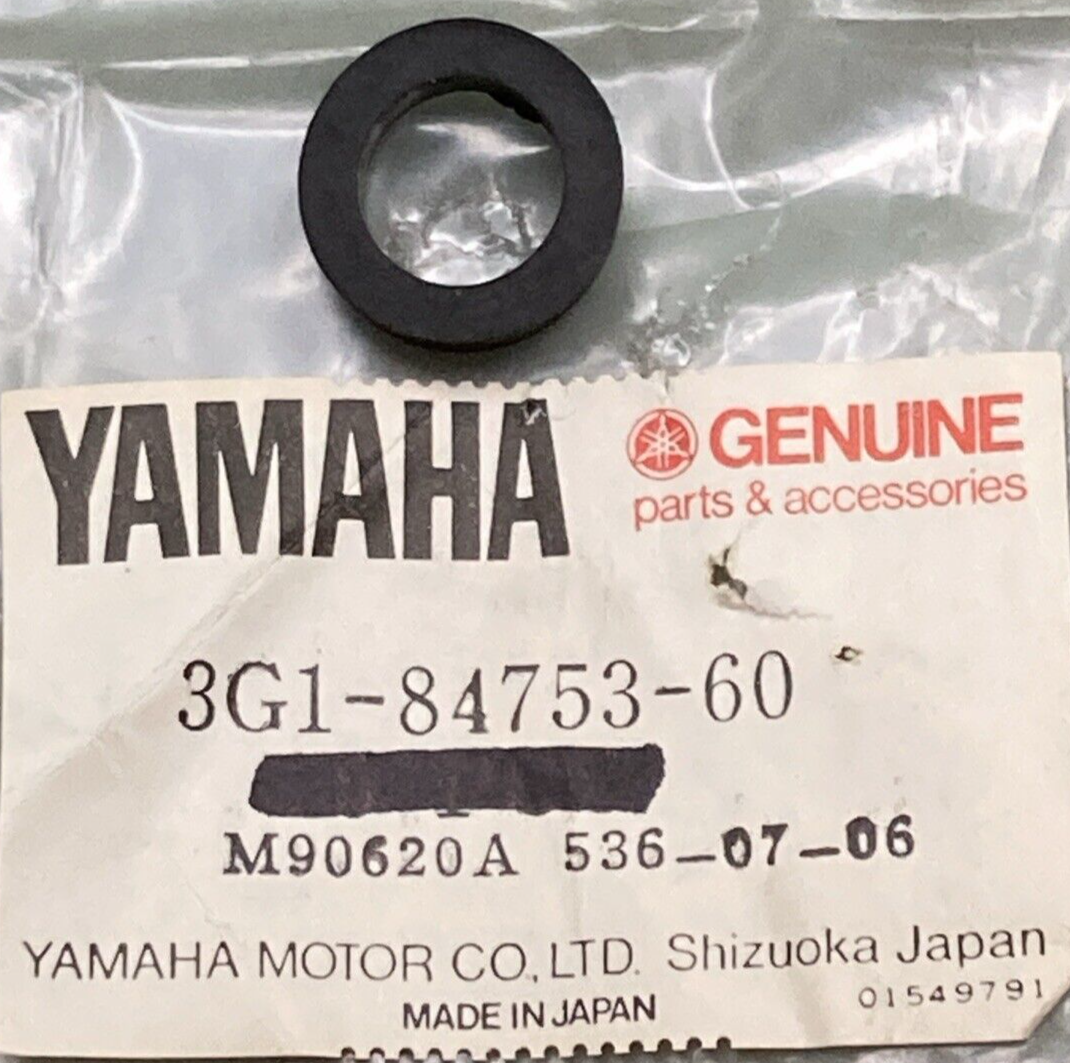 YAMAHA GENUINE
parts & accessories
3G1-84753-60
M90620A 536-07-06
YAMAHA MOTOR CO., LTD. Shizuoka Japan
MADE IN JAPAN
01549791